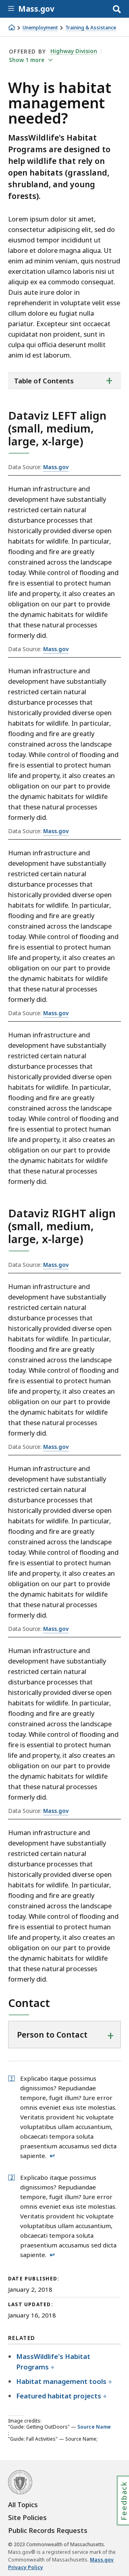 Mass.gov
Unemployment Training & Assistance
OFFERED BY Highway Division
Show 1 more
Why is habitat
management
needed?
MassWildlife's Habitat
Programs are designed to
help wildlife that rely on
open habitats (grassland,
shrubland, and young
forests).
Lorem ipsum dolor sit amet,
consectetur adipisicing elit, sed do
eiusmod tempor incididunt ut labore
et dolore magna aliqua. Ut enim ad
minim veniam, quis nostrud
exercitation ullamco laboris nisi ut
aliquip ex ea commodo consequat.
Duis aute irure dolor in
reprehenderit in voluptate velit esse
cillum dolore eu fugiat nulla
pariatur. Excepteur sint occaecat
cupidatat non proident, sunt in
culpa qui officia deserunt mollit
anim id est laborum.
Table of Contents
Dataviz LEFT align
(small, medium,
large, x-large)
Data Source: Mass.gov
Human infrastructure and
development have substantially
restricted certain natural
disturbance processes that
historically provided diverse open
habitats for wildlife. In particular,
flooding and fire are greatly
constrained across the landscape
today. While control of flooding and
fire is essential to protect human
life and property, it also creates an
obligation on our part to provide
for the dynamic habitats for wildlife
that these natural processes
formerly did.
Data Source: Mass.gov
Human infrastructure and
development have substantially
restricted certain natural
disturbance processes that
historically provided diverse open
habitats for wildlife. In particular,
flooding and fire are greatly
constrained across the landscape
today. While control of flooding and
fire is essential to protect human
life and property, it also creates an
obligation on our part to provide
for the dynamic habitats for wildlife
that these natural processes
formerly did.
Data Source: Mass.gov
Human infrastructure and
development have substantially
restricted certain natural
disturbance processes that
historically provided diverse open
habitats for wildlife. In particular,
flooding and fire are greatly
constrained across the landscape
today. While control of flooding and
fire is essential to protect human
life and property, it also creates an
obligation on our part to provide
for the dynamic habitats for wildlife
that these natural processes
formerly did.
Data Source: Mass.gov
Human infrastructure and
development have substantially
restricted certain natural
disturbance processes that
historically provided diverse open
habitats for wildlife. In particular,
flooding and fire are greatly
constrained across the landscape
today. While control of flooding and
fire is essential to protect human
life and property, it also creates an
obligation on our part to provide
for the dynamic habitats for wildlife
that these natural processes
formerly did.
Dataviz RIGHT align
(small, medium,
large, x-large)
Data Source: Mass.gov
Human infrastructure and
development have substantially
restricted certain natural
disturbance processes that
historically provided diverse open
habitats for wildlife. In particular,
flooding and fire are greatly
constrained across the landscape
today. While control of flooding and
fire is essential to protect human
life and property, it also creates an
obligation on our part to provide
for the dynamic habitats for wildlife
that these natural processes
formerly did.
Data Source: Mass.gov
Human infrastructure and
development have substantially
restricted certain natural
disturbance processes that
historically provided diverse open
habitats for wildlife. In particular,
flooding and fire are greatly
constrained across the landscape
today. While control of flooding and
fire is essential to protect human
life and property, it also creates an
obligation on our part to provide
for the dynamic habitats for wildlife
that these natural processes
formerly did.
Data Source: Mass.gov
Human infrastructure and
development have substantially
restricted certain natural
disturbance processes that
historically provided diverse open
habitats for wildlife. In particular,
flooding and fire are greatly
constrained across the landscape
today. While control of flooding and
fire is essential to protect human
life and property, it also creates an
obligation on our part to provide
for the dynamic habitats for wildlife
that these natural processes
formerly did.
Data Source: Mass.gov
Human infrastructure and
development have substantially
restricted certain natural
disturbance processes that
historically provided diverse open
habitats for wildlife. In particular,
flooding and fire are greatly
constrained across the landscape
today. While control of flooding and
fire is essential to protect human
life and property, it also creates an
obligation on our part to provide
for the dynamic habitats for wildlife
that these natural processes
formerly did.
Contact
Person to Contact
1 Explicabo itaque possimus
dignissimos? Repudiandae
tempore, fugit illum? Iure error
omnis eveniet eius iste molestias.
Veritatis provident hic voluptate
voluptatibus ullam accusantium,
obcaecati tempora soluta
praesentium accusamus sed dicta
sapiente. ↩
2 Explicabo itaque possimus
dignissimos? Repudiandae
tempore, fugit illum? Iure error
omnis eveniet eius iste molestias.
Veritatis provident hic voluptate
voluptatibus ullam accusantium,
obcaecati tempora soluta
praesentium accusamus sed dicta
sapiente. ↩
DATE PUBLISHED:
January 2, 2018
LAST UPDATED:
January 16, 2018
RELATED
MassWildlife's Habitat
Programs
Habitat management tools
Featured habitat projects
Image credits:
"Guide: Getting OutDoors" — Source Name
;
"Guide: Fall Activities" — Source Name;
Feedback
All Topics
Site Policies
Public Records Requests
© 2023 Commonwealth of Massachusetts.
Mass.gov® is a registered service mark of the
Commonwealth of Massachusetts. Mass.gov
Privacy Policy